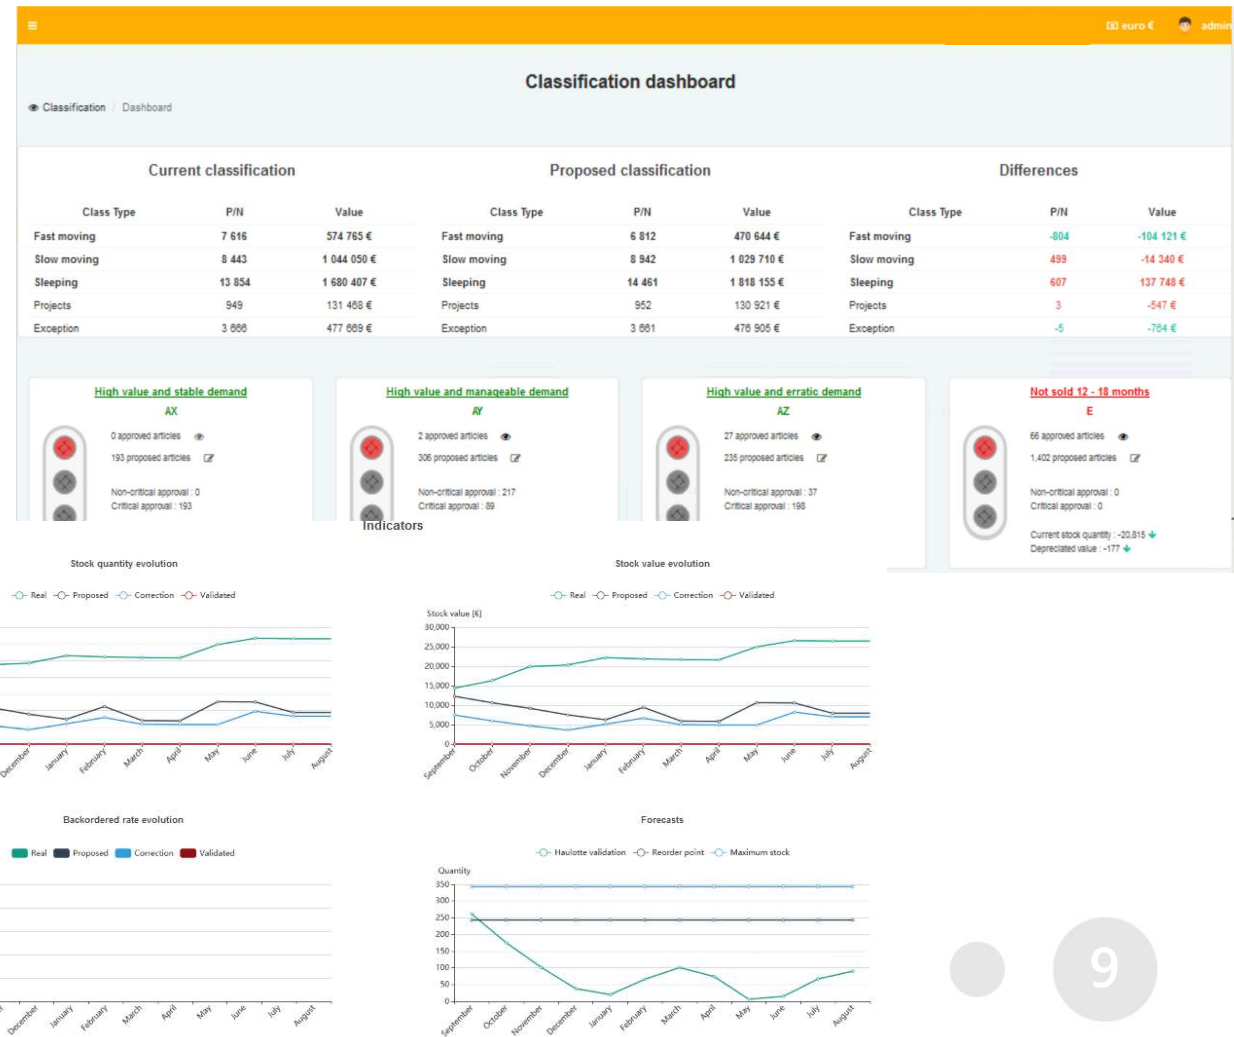 euro € admin
Classification dashboard
Classification / Dashboard
Current classification Proposed classification Differences
Class Type P/N Value Class Type P/N Value Class Type P/N Value
Fast moving 7 616 574 765 € Fast moving 6 812 470 644 € Fast moving -804 -104 121 €
Slow moving 8 443 1 044 050 € Slow moving 8 942 1 029 710 € Slow moving 499 -14 340 €
Sleeping 13 854 1 680 407 € Sleeping 14 461 1 818 155 € Sleeping 607 137 748 €
Projects 949 131 468 € Projects 952 130 921 € Projects 3 -547 €
Exception 3 666 477 669 € Exception 3 661 476 905 € Exception -5 -764 €
High value and stable demand High value and manageable demand High value and erratic demand Not sold 12 - 18 months
AX AY AZ E
0 approved articles 2 approved articles 27 approved articles 66 approved articles
193 proposed articles 306 proposed articles 235 proposed articles 1,402 proposed articles
Non-critical approval : 0 Non-critical approval : 217 Non-critical approval : 37 Non-critical approval : 0
Critical approval : 193 Critical approval : 89 Critical approval : 198 Critical approval : 0
Indicators
Current stock quantity : -20,815
Depreciated value : -177
Stock quantity evolution Stock value evolution
Real Proposed Correction Validated Real Proposed Correction Validated
Stock value [€]
30,000
25,000
20,000
15,000
10,000
5,000
0
December January February March April May June July August September October November December January February March April May June July August
Backordered rate evolution Forecasts
Real Proposed Correction Validated Haulotte validation Reorder point Maximum stock
Quantity
350
300
250
200
150
100
50
0
December January February March April May June July August September October November December January February March April May June July August
9